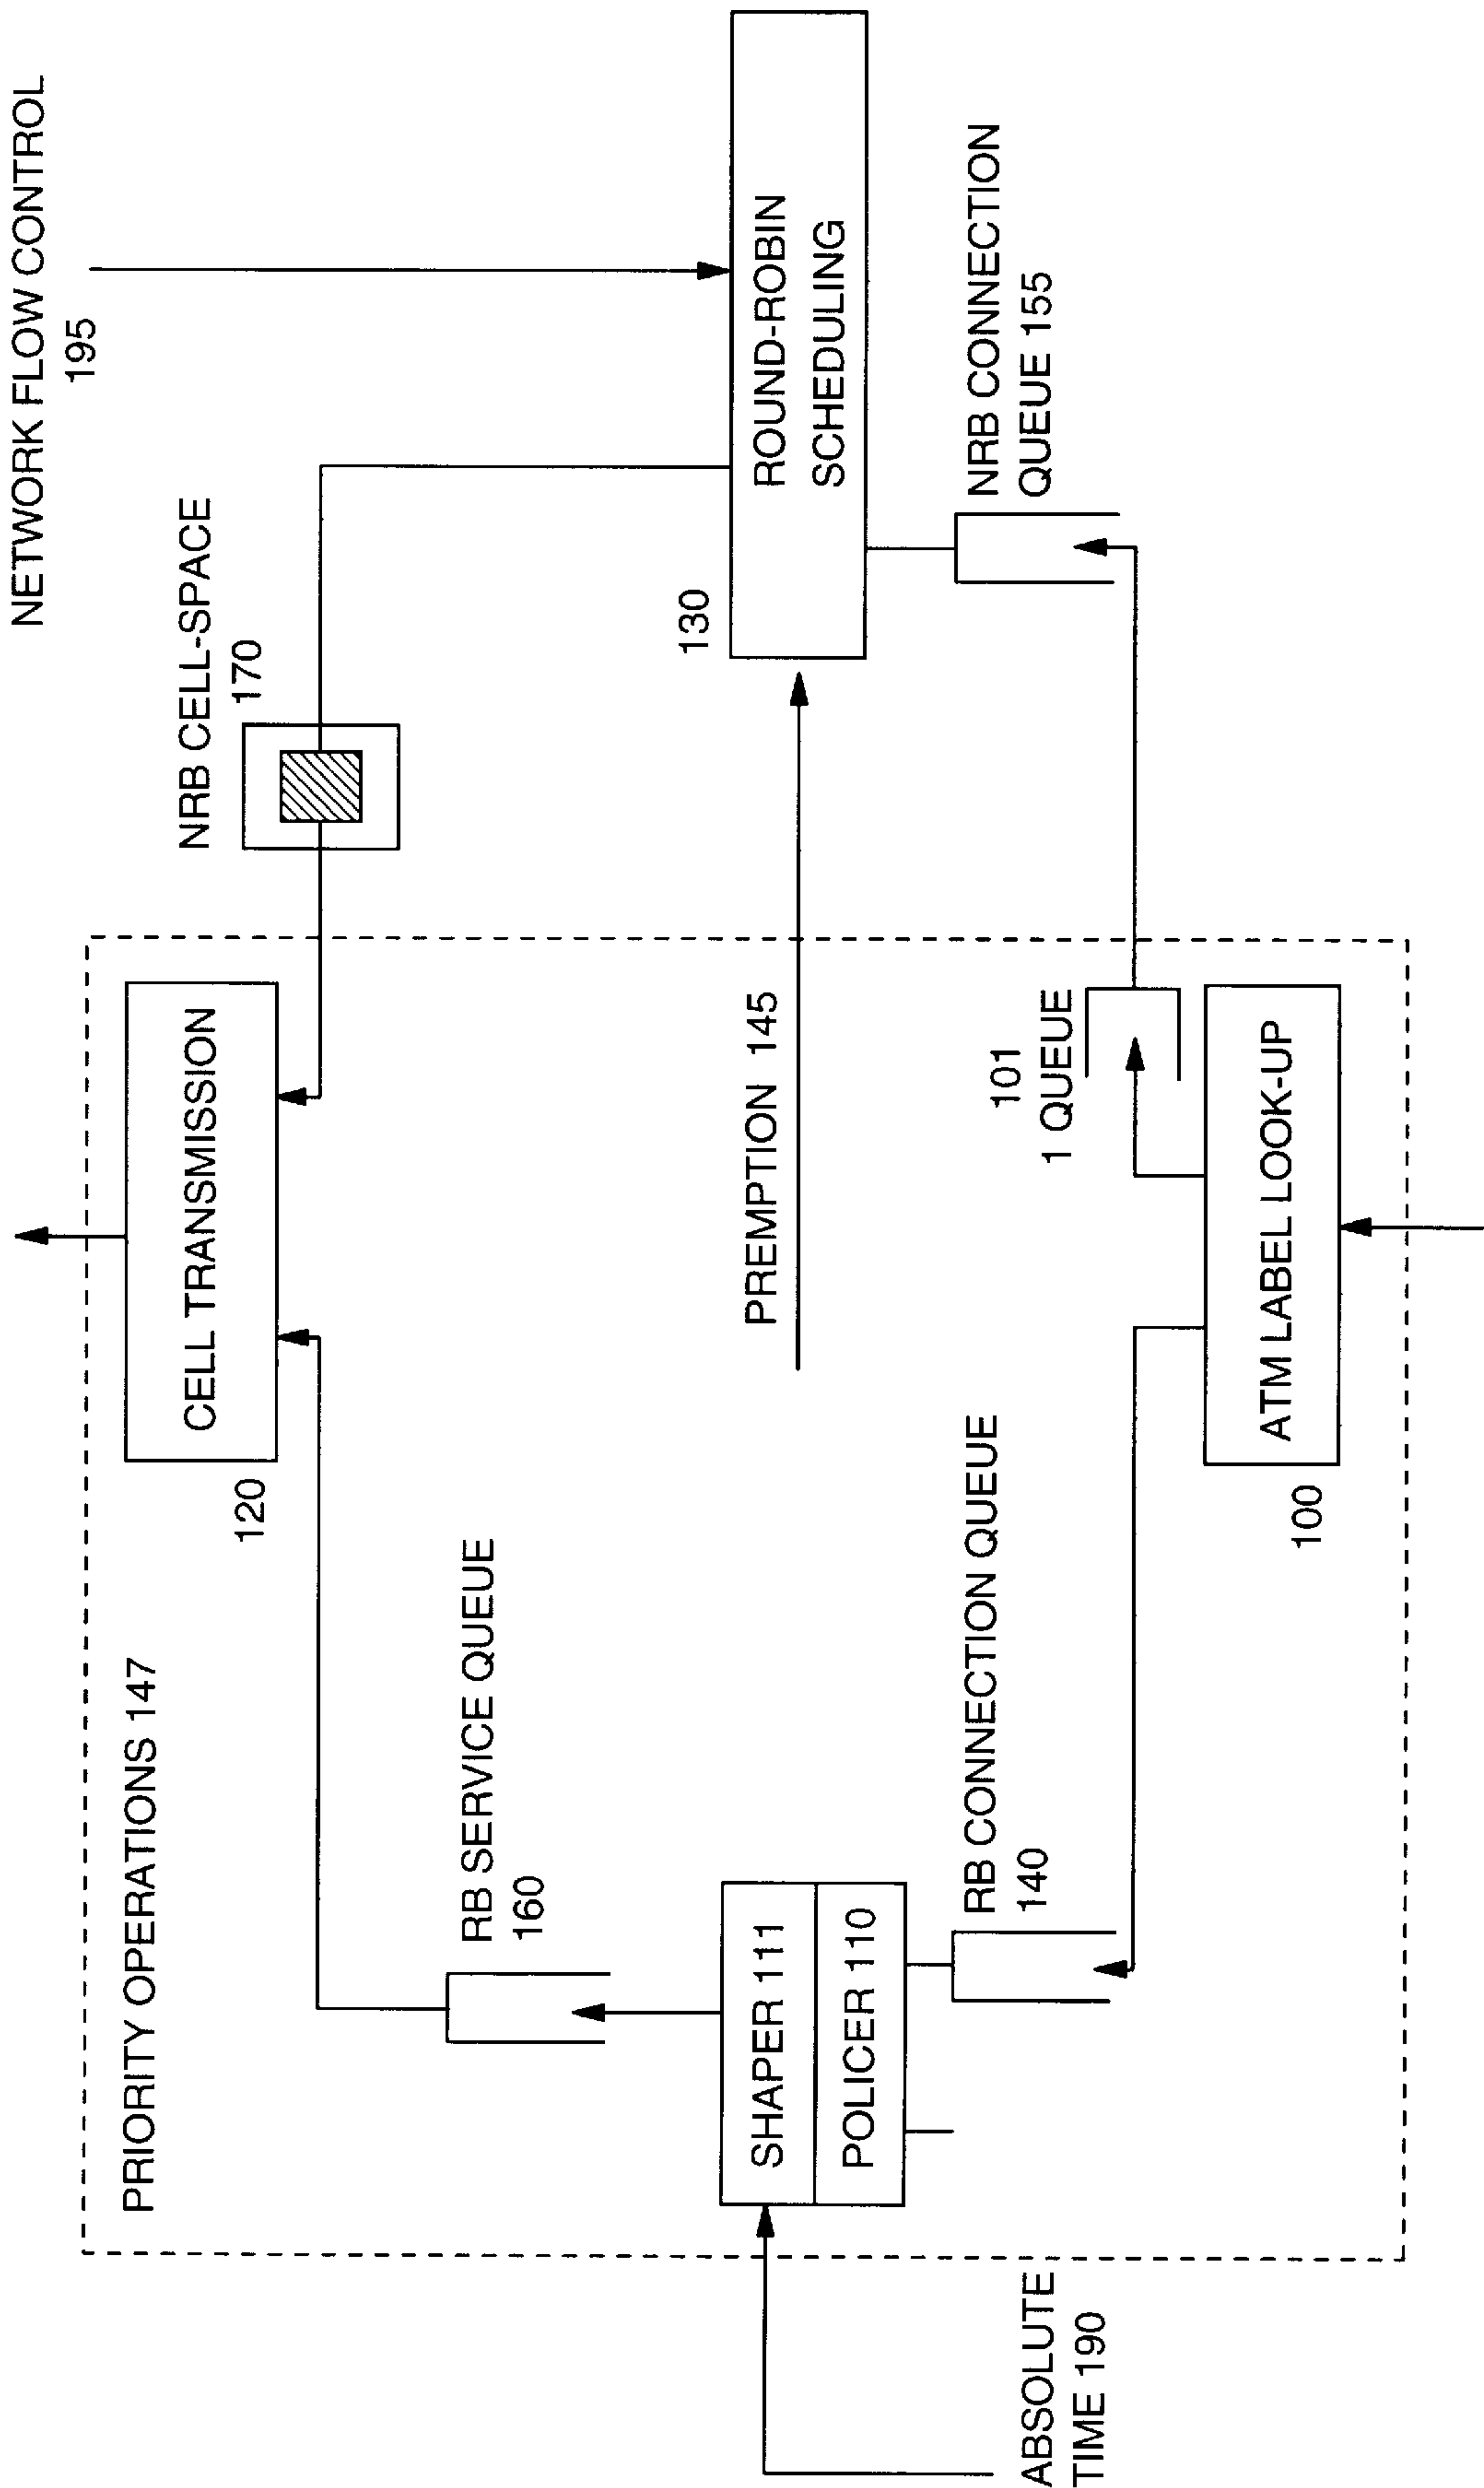 NETWORK FLOW CONTROL
195
NRB CELL-SPACE
170
PRIORITY OPERATIONS 147
CELL TRANSMISSION
120
RB SERVICE QUEUE
160
130
ROUND-ROBIN
SCHEDULING
PREMPTION 145
SHAPER 111
POLICER 110
NRB CONNECTION
QUEUE 155
101
1 QUEUE
RB CONNECTION QUEUE
140
ABSOLUTE
TIME 190
ATM LABEL LOOK-UP
100